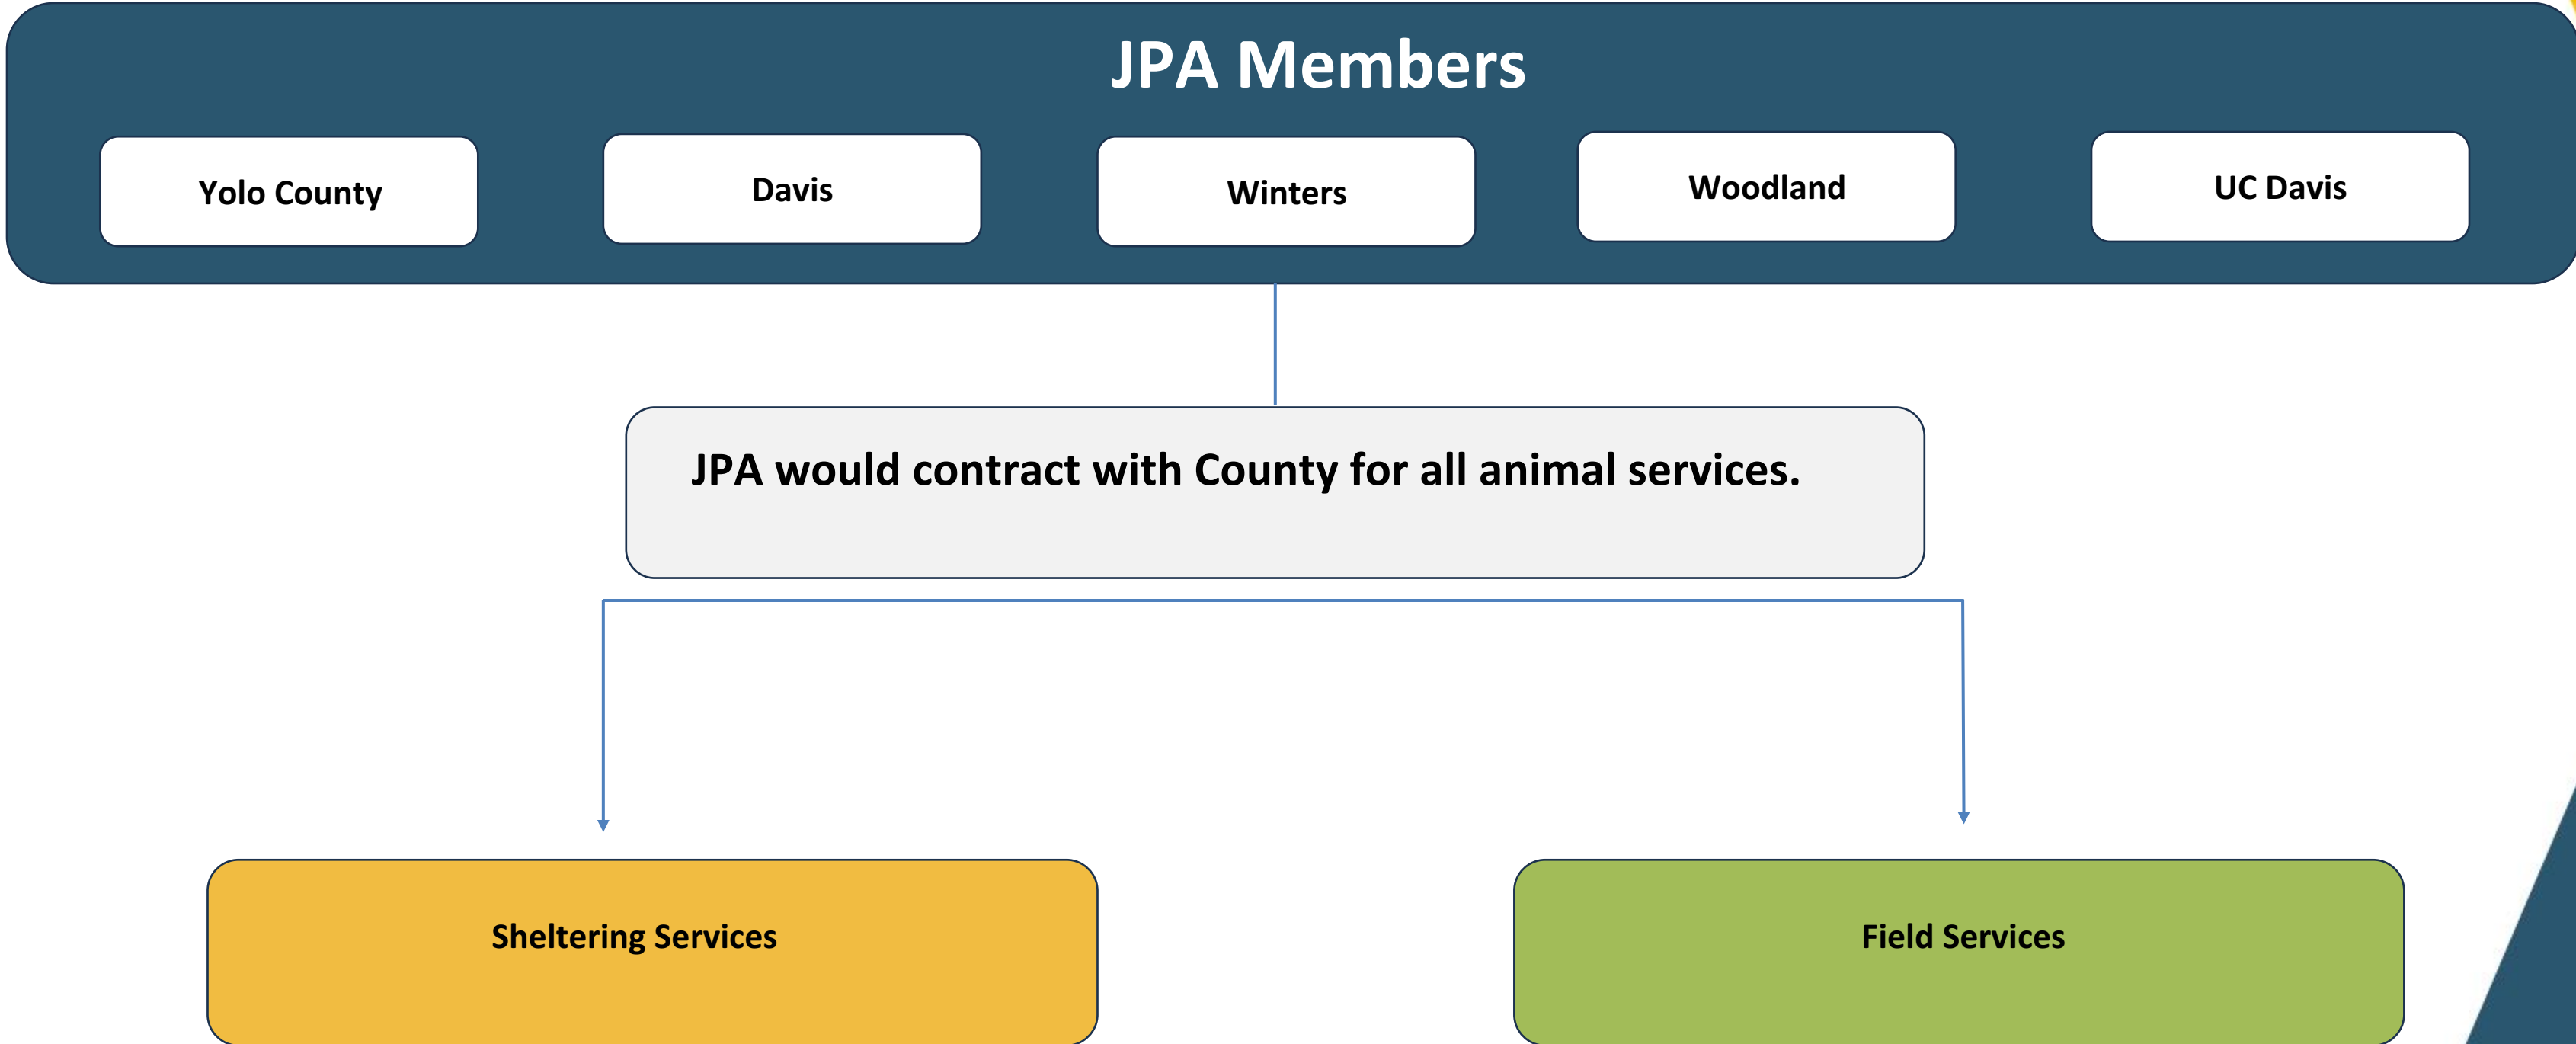 JPA Members
Yolo County
Davis
Winters
Woodland
UC Davis
JPA would contract with County for all animal services.
Sheltering Services
Field Services